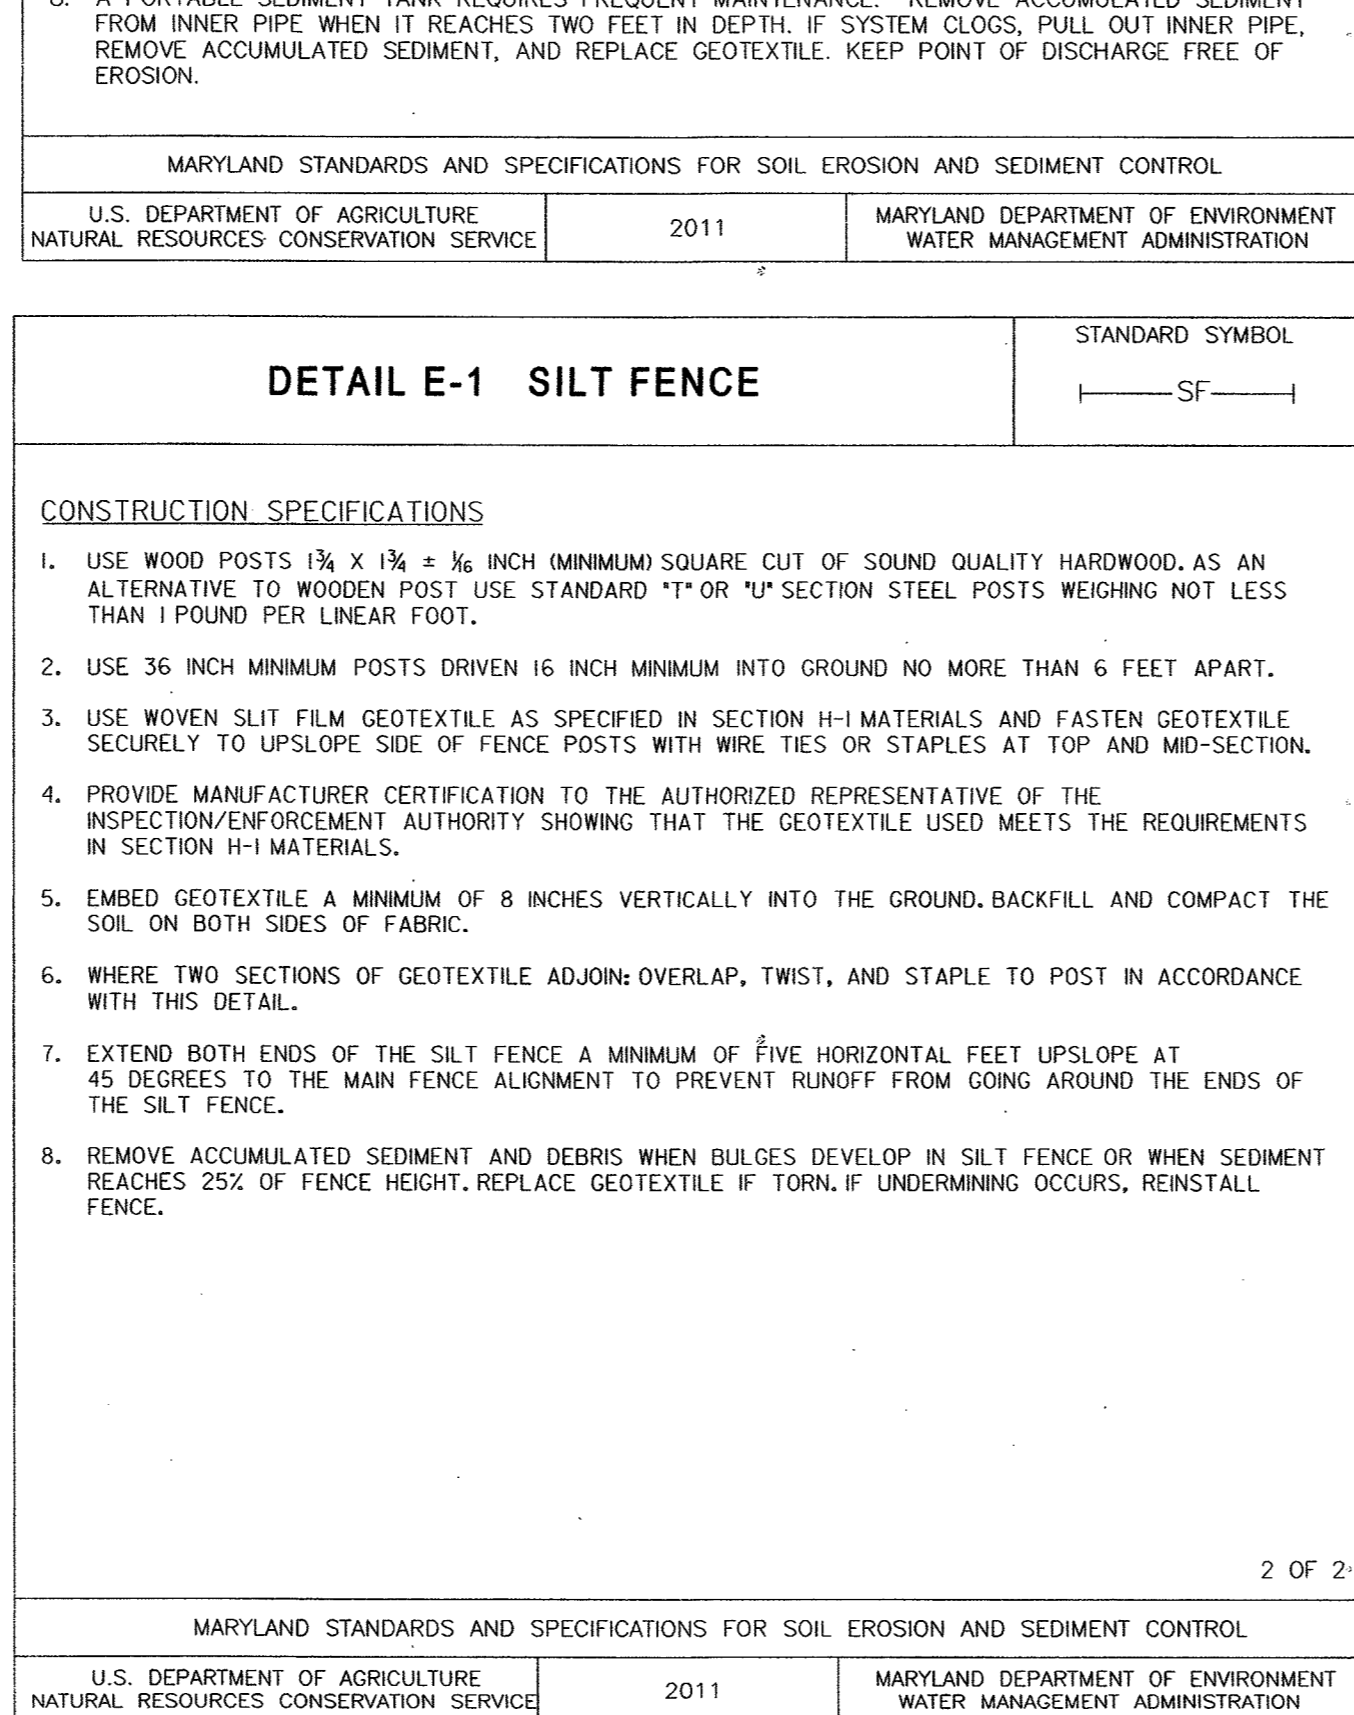 A PORTABLE SEDIMENT TANK REQUIRES FREQUENT MAINTENANCE. REMOVE ACCUMULATED SEDIMENT
FROM INNER PIPE WHEN IT REACHES TWO FEET IN DEPTH. IF SYSTEM CLOGS, PULL OUT INNER PIPE,
REMOVE ACCUMULATED SEDIMENT, AND REPLACE GEOTEXTILE. KEEP POINT OF DISCHARGE FREE OF
EROSION.
MARYLAND STANDARDS AND SPECIFICATIONS FOR SOIL EROSION AND SEDIMENT CONTROL
U.S. DEPARTMENT OF AGRICULTURE
NATURAL RESOURCES CONSERVATION SERVICE
2011
MARYLAND DEPARTMENT OF ENVIRONMENT
WATER MANAGEMENT ADMINISTRATION
DETAIL E-1 SILT FENCE
STANDARD SYMBOL
SF
CONSTRUCTION SPECIFICATIONS
1. USE WOOD POSTS 1¾ X 1¾ ± 1/16 INCH (MINIMUM) SQUARE CUT OF SOUND QUALITY HARDWOOD. AS AN
ALTERNATIVE TO WOODEN POST USE STANDARD "T" OR "U" SECTION STEEL POSTS WEIGHING NOT LESS
THAN 1 POUND PER LINEAR FOOT.
2. USE 36 INCH MINIMUM POSTS DRIVEN 16 INCH MINIMUM INTO GROUND NO MORE THAN 6 FEET APART.
3. USE WOVEN SLIT FILM GEOTEXTILE AS SPECIFIED IN SECTION H-1 MATERIALS AND FASTEN GEOTEXTILE
SECURELY TO UPSLOPE SIDE OF FENCE POSTS WITH WIRE TIES OR STAPLES AT TOP AND MID-SECTION.
4. PROVIDE MANUFACTURER CERTIFICATION TO THE AUTHORIZED REPRESENTATIVE OF THE
INSPECTION/ENFORCEMENT AUTHORITY SHOWING THAT THE GEOTEXTILE USED MEETS THE REQUIREMENTS
IN SECTION H-1 MATERIALS.
5. EMBED GEOTEXTILE A MINIMUM OF 8 INCHES VERTICALLY INTO THE GROUND. BACKFILL AND COMPACT THE
SOIL ON BOTH SIDES OF FABRIC.
6. WHERE TWO SECTIONS OF GEOTEXTILE ADJOIN: OVERLAP, TWIST, AND STAPLE TO POST IN ACCORDANCE
WITH THIS DETAIL.
7. EXTEND BOTH ENDS OF THE SILT FENCE A MINIMUM OF FIVE HORIZONTAL FEET UPSLOPE AT
45 DEGREES TO THE MAIN FENCE ALIGNMENT TO PREVENT RUNOFF FROM GOING AROUND THE ENDS OF
THE SILT FENCE.
8. REMOVE ACCUMULATED SEDIMENT AND DEBRIS WHEN BULGES DEVELOP IN SILT FENCE OR WHEN SEDIMENT
REACHES 25% OF FENCE HEIGHT. REPLACE GEOTEXTILE IF TORN. IF UNDERMINING OCCURS, REINSTALL
FENCE.
2 OF 2
MARYLAND STANDARDS AND SPECIFICATIONS FOR SOIL EROSION AND SEDIMENT CONTROL
U.S. DEPARTMENT OF AGRICULTURE
NATURAL RESOURCES CONSERVATION SERVICE
2011
MARYLAND DEPARTMENT OF ENVIRONMENT
WATER MANAGEMENT ADMINISTRATION